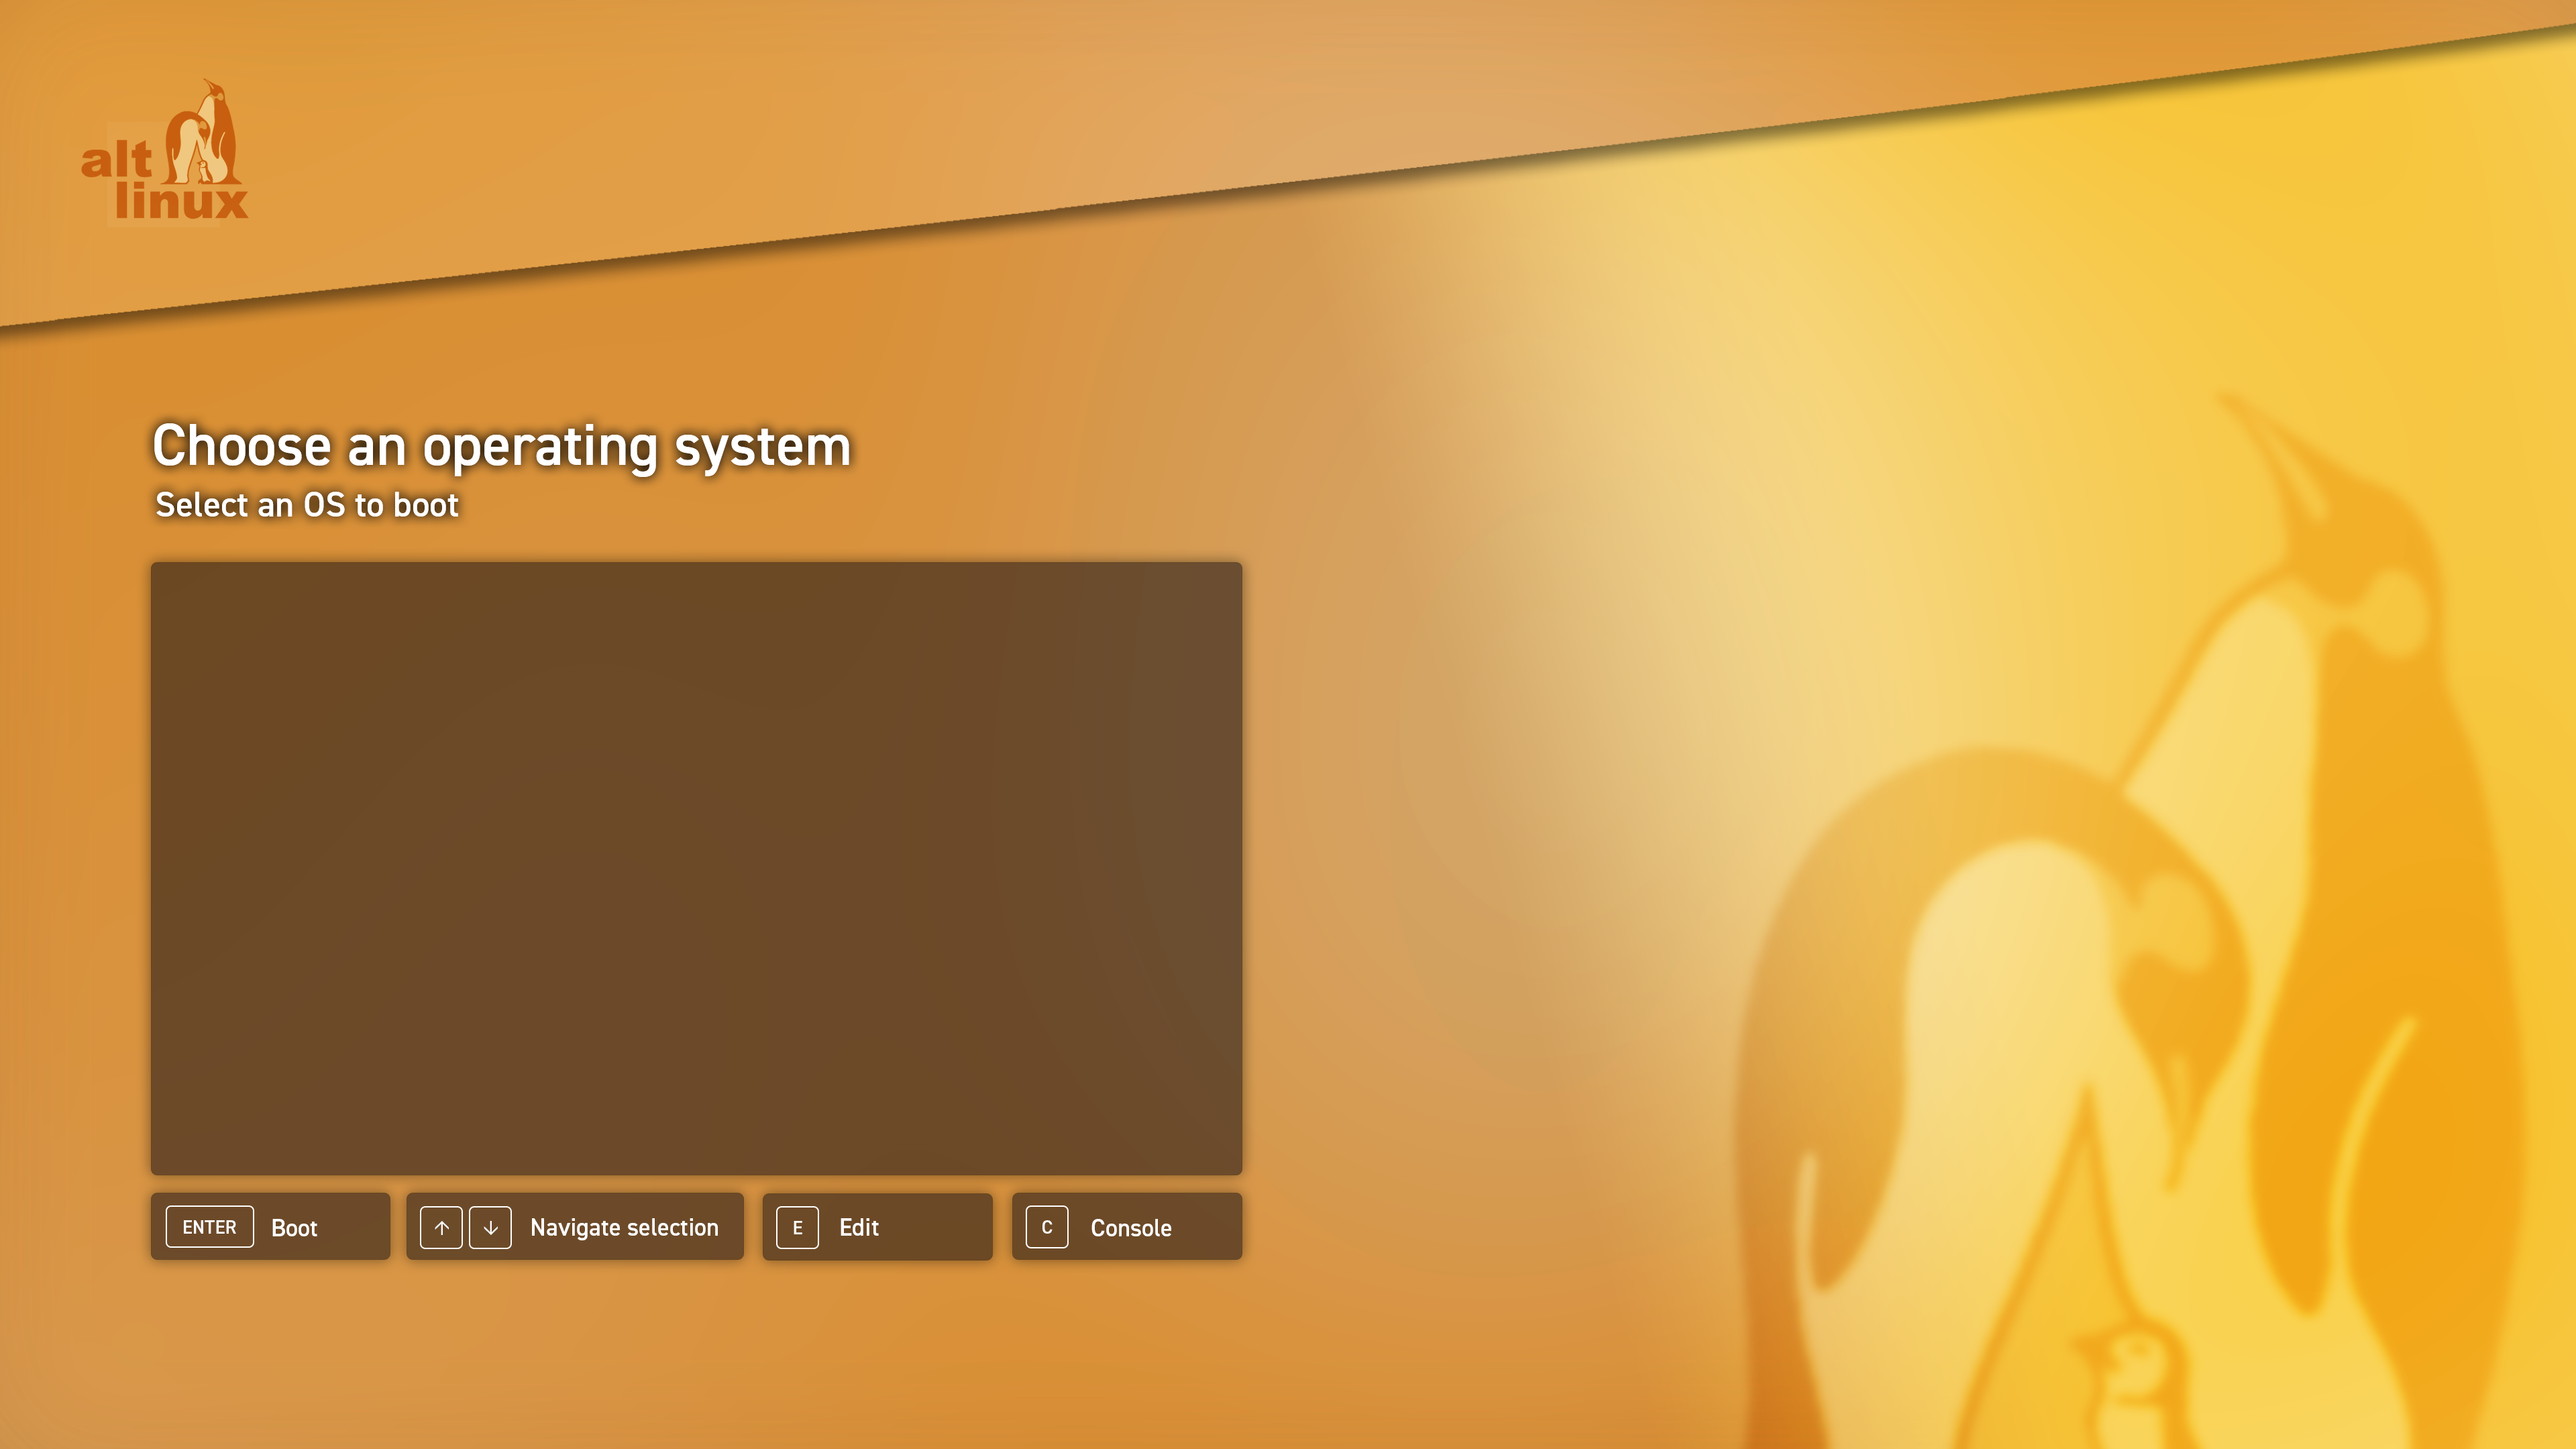 alt
linux
Choose an operating system
Select an OS to boot
ENTER Boot ↑ ↓ Navigate selection E Edit C Console